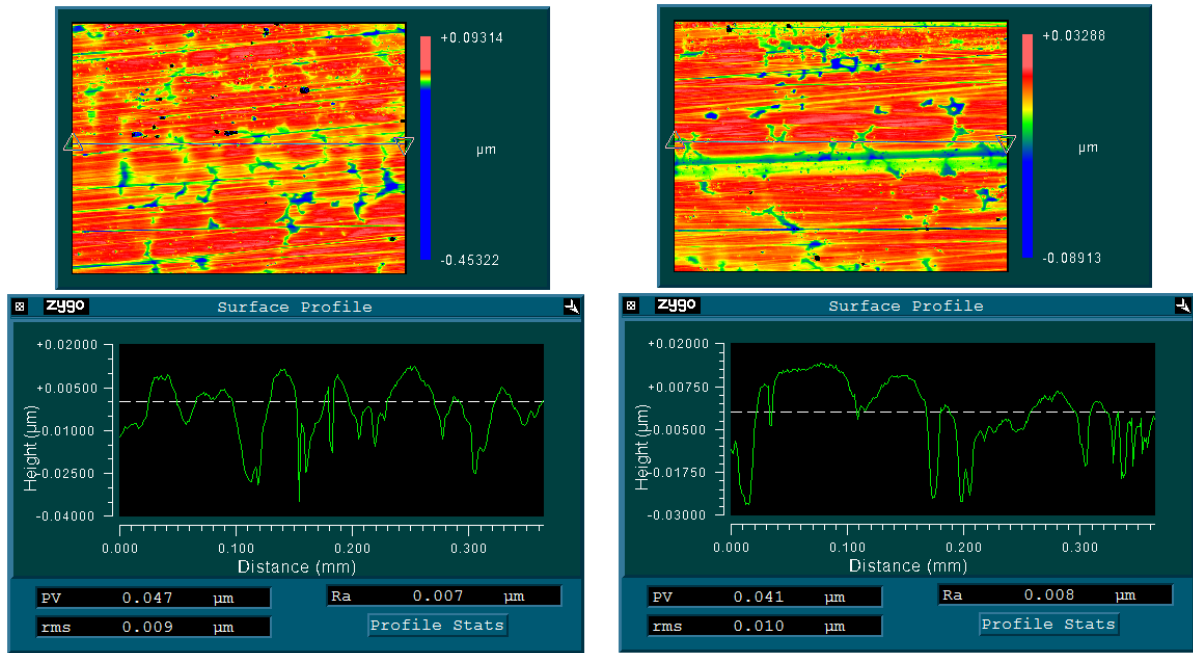 +0.09314
µm
-0.45322
+0.03288
µm
-0.08913
zygo Surface Profile
+0.02000
+0.00500
-0.01000
-0.02500
-0.04000
Height (µm)
0.000 0.100 0.200 0.300
Distance (mm)
PV 0.047 µm
Ra 0.007 µm
rms 0.009 µm
Profile Stats
zygo Surface Profile
+0.02000
+0.00750
-0.00500
-0.01750
-0.03000
Height (µm)
0.000 0.100 0.200 0.300
Distance (mm)
PV 0.041 µm
Ra 0.008 µm
rms 0.010 µm
Profile Stats